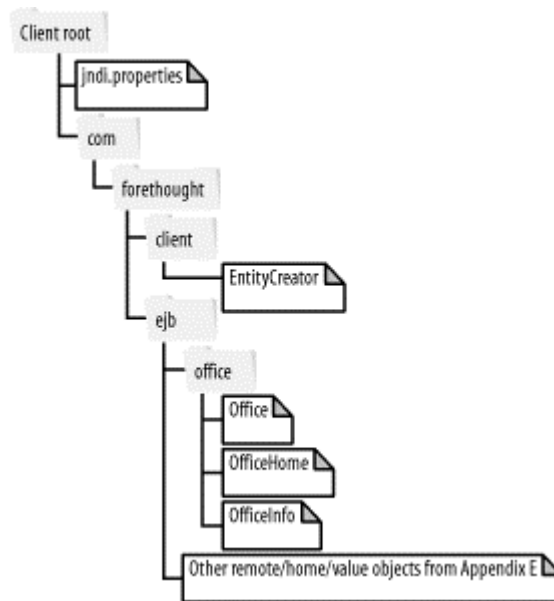 Client root
jndi.properties
com
forethought
client
EntityCreator
ejb
office
Office
OfficeHome
OfficeInfo
Other remote/home/value objects from Appendix E